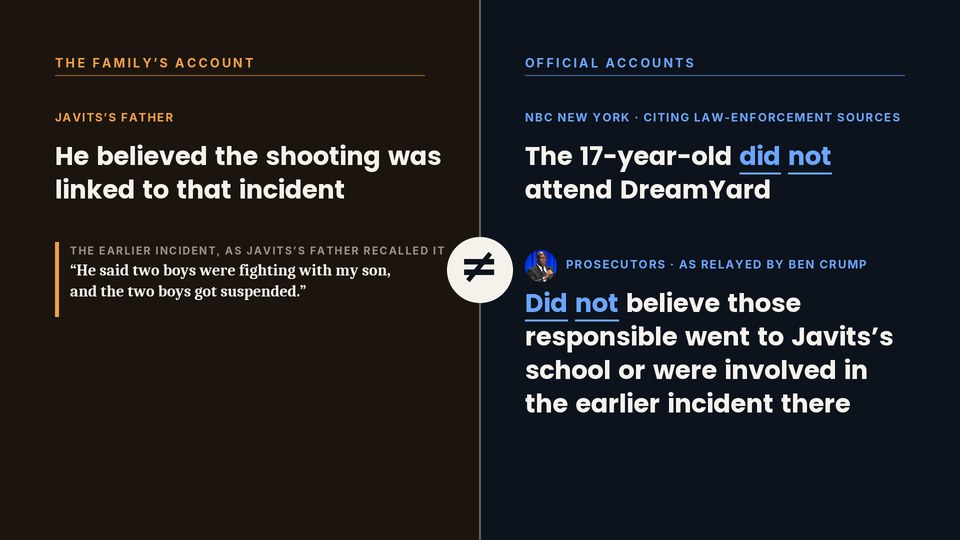 THE FAMILY’S ACCOUNT
JAVITS’S FATHER
He believed the shooting was
linked to that incident
THE EARLIER INCIDENT, AS JAVITS’S FATHER RECALLED IT
“He said two boys were fighting with my son,
and the two boys got suspended.”
≠
OFFICIAL ACCOUNTS
NBC NEW YORK · CITING LAW-ENFORCEMENT SOURCES
The 17-year-old did not
attend DreamYard
PROSECUTORS · AS RELAYED BY BEN CRUMP
Did not believe those
responsible went to Javits’s
school or were involved in
the earlier incident there